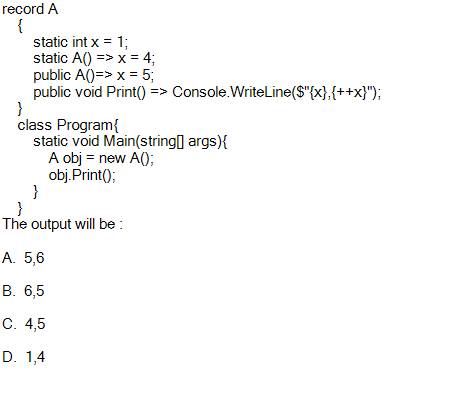 record A
{
static int x = 1;
static A() => x = 4;
public A()=> x = 5;
public void Print() => Console.WriteLine($"{x},{++x}");
}
class Program{
static void Main(string[] args){
A obj = new A();
obj.Print();
}
}
The output will be :
A. 5,6
B. 6,5
C. 4,5
D. 1,4